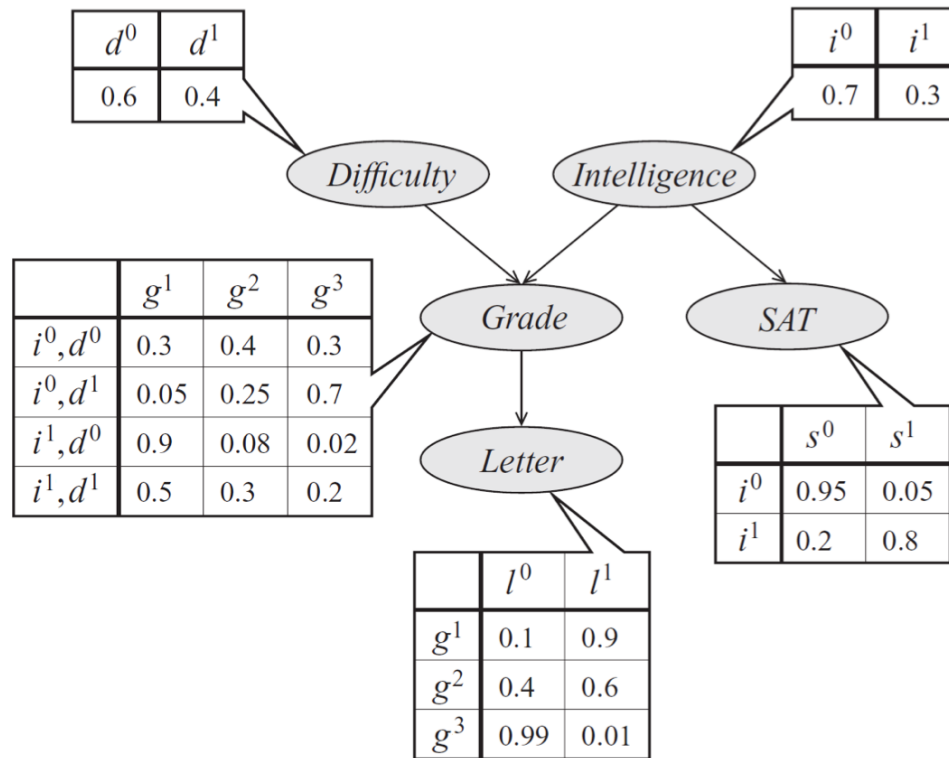 d⁰ d¹
0.6 0.4
i⁰ i¹
0.7 0.3
Difficulty
Intelligence
g¹ g² g³
i⁰,d⁰ 0.3 0.4 0.3
i⁰,d¹ 0.05 0.25 0.7
i¹,d⁰ 0.9 0.08 0.02
i¹,d¹ 0.5 0.3 0.2
Grade
SAT
Letter
s⁰ s¹
i⁰ 0.95 0.05
i¹ 0.2 0.8
l⁰ l¹
g¹ 0.1 0.9
g² 0.4 0.6
g³ 0.99 0.01